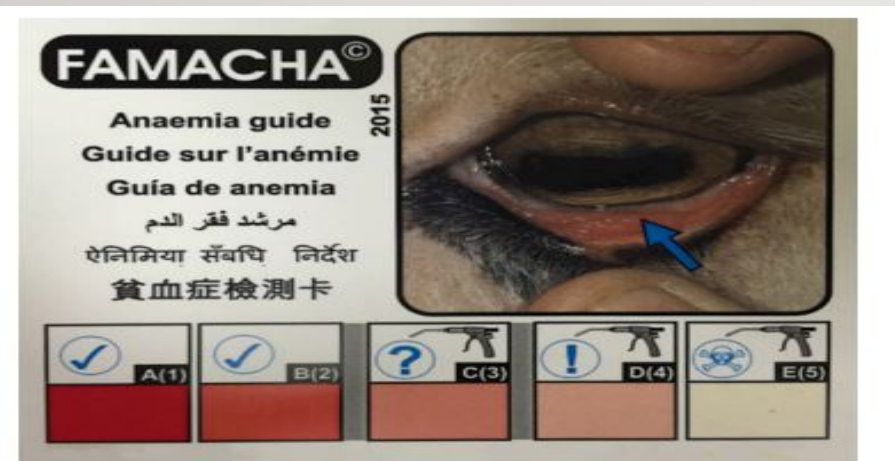 FAMACHA©
2015
Anaemia guide
Guide sur l'anémie
Guía de anemia
مرشد فقر الدم
ऐनिमिया सँबधि निर्देश
貧血症檢測卡
✓ A(1)
✓ B(2)
? C(3)
! D(4)
E(5)